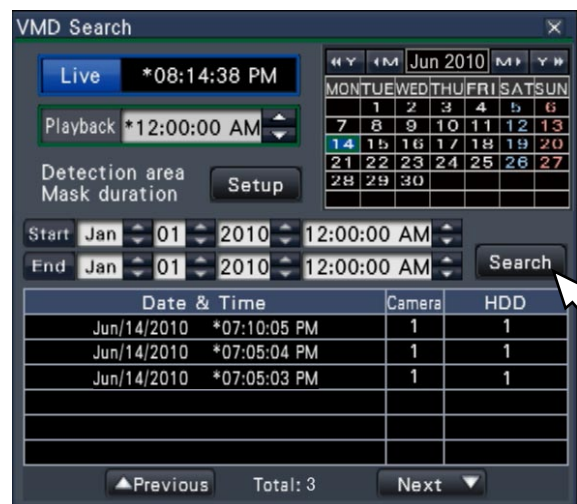 VMD Search
Live *08:14:38 PM
Playback *12:00:00 AM
Detection area
Mask duration
Setup
Y M Jun 2010 M Y
MON TUE WED THU FRI SAT SUN
1 2 3 4 5 6
7 8 9 10 11 12 13
14 15 16 17 18 19 20
21 22 23 24 25 26 27
28 29 30
Start Jan 01 2010 12:00:00 AM
End Jan 01 2010 12:00:00 AM
Search
Date & Time Camera HDD
Jun/14/2010 *07:10:05 PM 1 1
Jun/14/2010 *07:05:04 PM 1 1
Jun/14/2010 *07:05:03 PM 1 1
▲Previous Total: 3 Next ▼